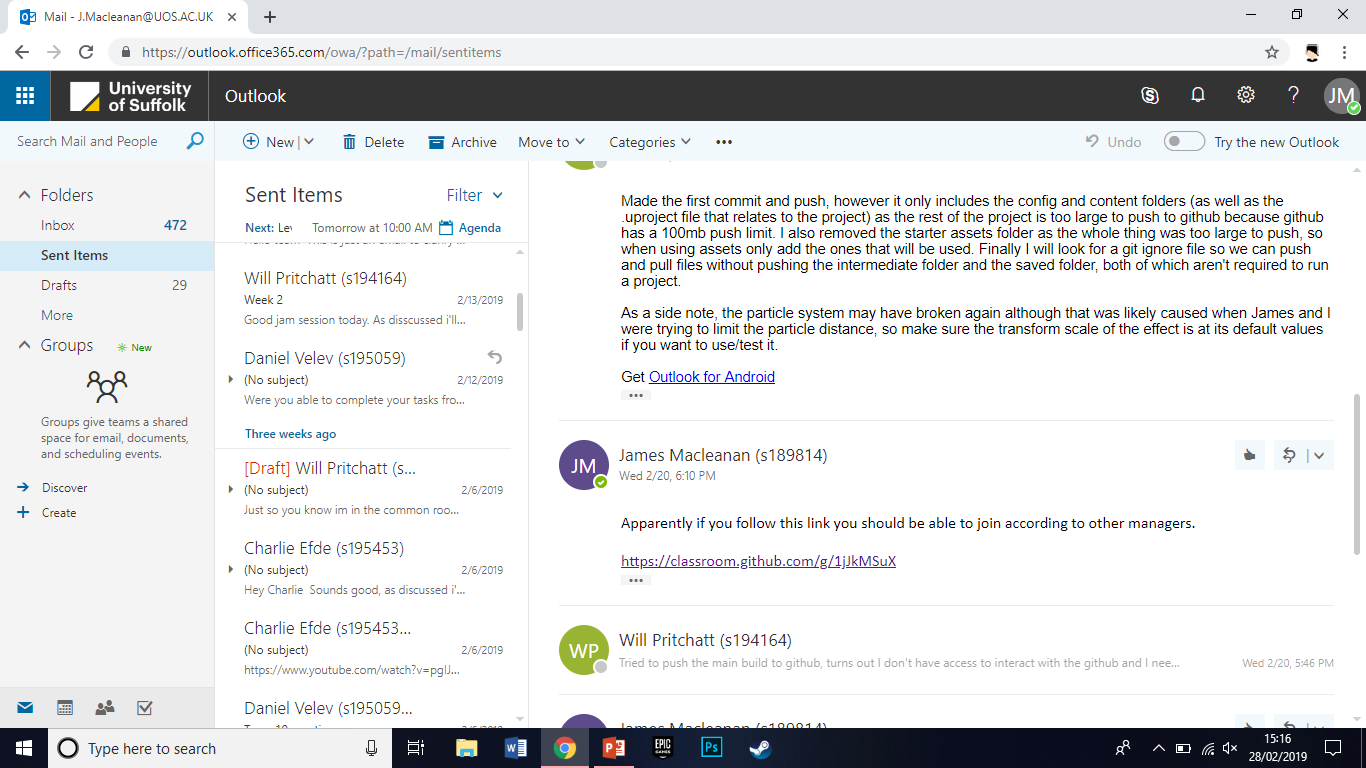 Mail - J.Macleanan@UOS.AC.UK
https://outlook.office365.com/owa/?path=/mail/sentitems
University
of Suffolk
Outlook
JM
Search Mail and People
New
Delete
Archive
Move to
Categories
Undo
Try the new Outlook
Folders
Inbox 472
Sent Items
Drafts 29
More
Groups New
Groups give teams a shared
space for email, documents,
and scheduling events.
Discover
Create
Sent Items
Filter
Next: Le Tomorrow at 10:00 AM Agenda
Will Pritchatt (s194164)
Week 2 2/13/2019
Good jam session today. As disscused i'll...
Daniel Velev (s195059)
(No subject) 2/12/2019
Were you able to complete your tasks fro...
Three weeks ago
[Draft] Will Pritchatt (s...
(No subject) 2/6/2019
Just so you know im in the common roo...
Charlie Efde (s195453)
(No subject) 2/6/2019
Hey Charlie Sounds good, as discussed i'...
Charlie Efde (s195453...
(No subject) 2/6/2019
https://www.youtube.com/watch?v=pglJ...
Daniel Velev (s195059...
Made the first commit and push, however it only includes the config and content folders (as well as the
.uproject file that relates to the project) as the rest of the project is too large to push to github because github
has a 100mb push limit. I also removed the starter assets folder as the whole thing was too large to push, so
when using assets only add the ones that will be used. Finally I will look for a git ignore file so we can push
and pull files without pushing the intermediate folder and the saved folder, both of which aren't required to run
a project.
As a side note, the particle system may have broken again although that was likely caused when James and I
were trying to limit the particle distance, so make sure the transform scale of the effect is at its default values
if you want to use/test it.
Get Outlook for Android
JM
James Macleanan (s189814)
Wed 2/20, 6:10 PM
Apparently if you follow this link you should be able to join according to other managers.
https://classroom.github.com/g/1jJkMSuX
WP
Will Pritchatt (s194164)
Tried to push the main build to github, turns out I don't have access to interact with the github and I nee... Wed 2/20, 5:46 PM
James Macleanan (s189814)
Type here to search
EPIC
GAMES
Ps
15:16
28/02/2019